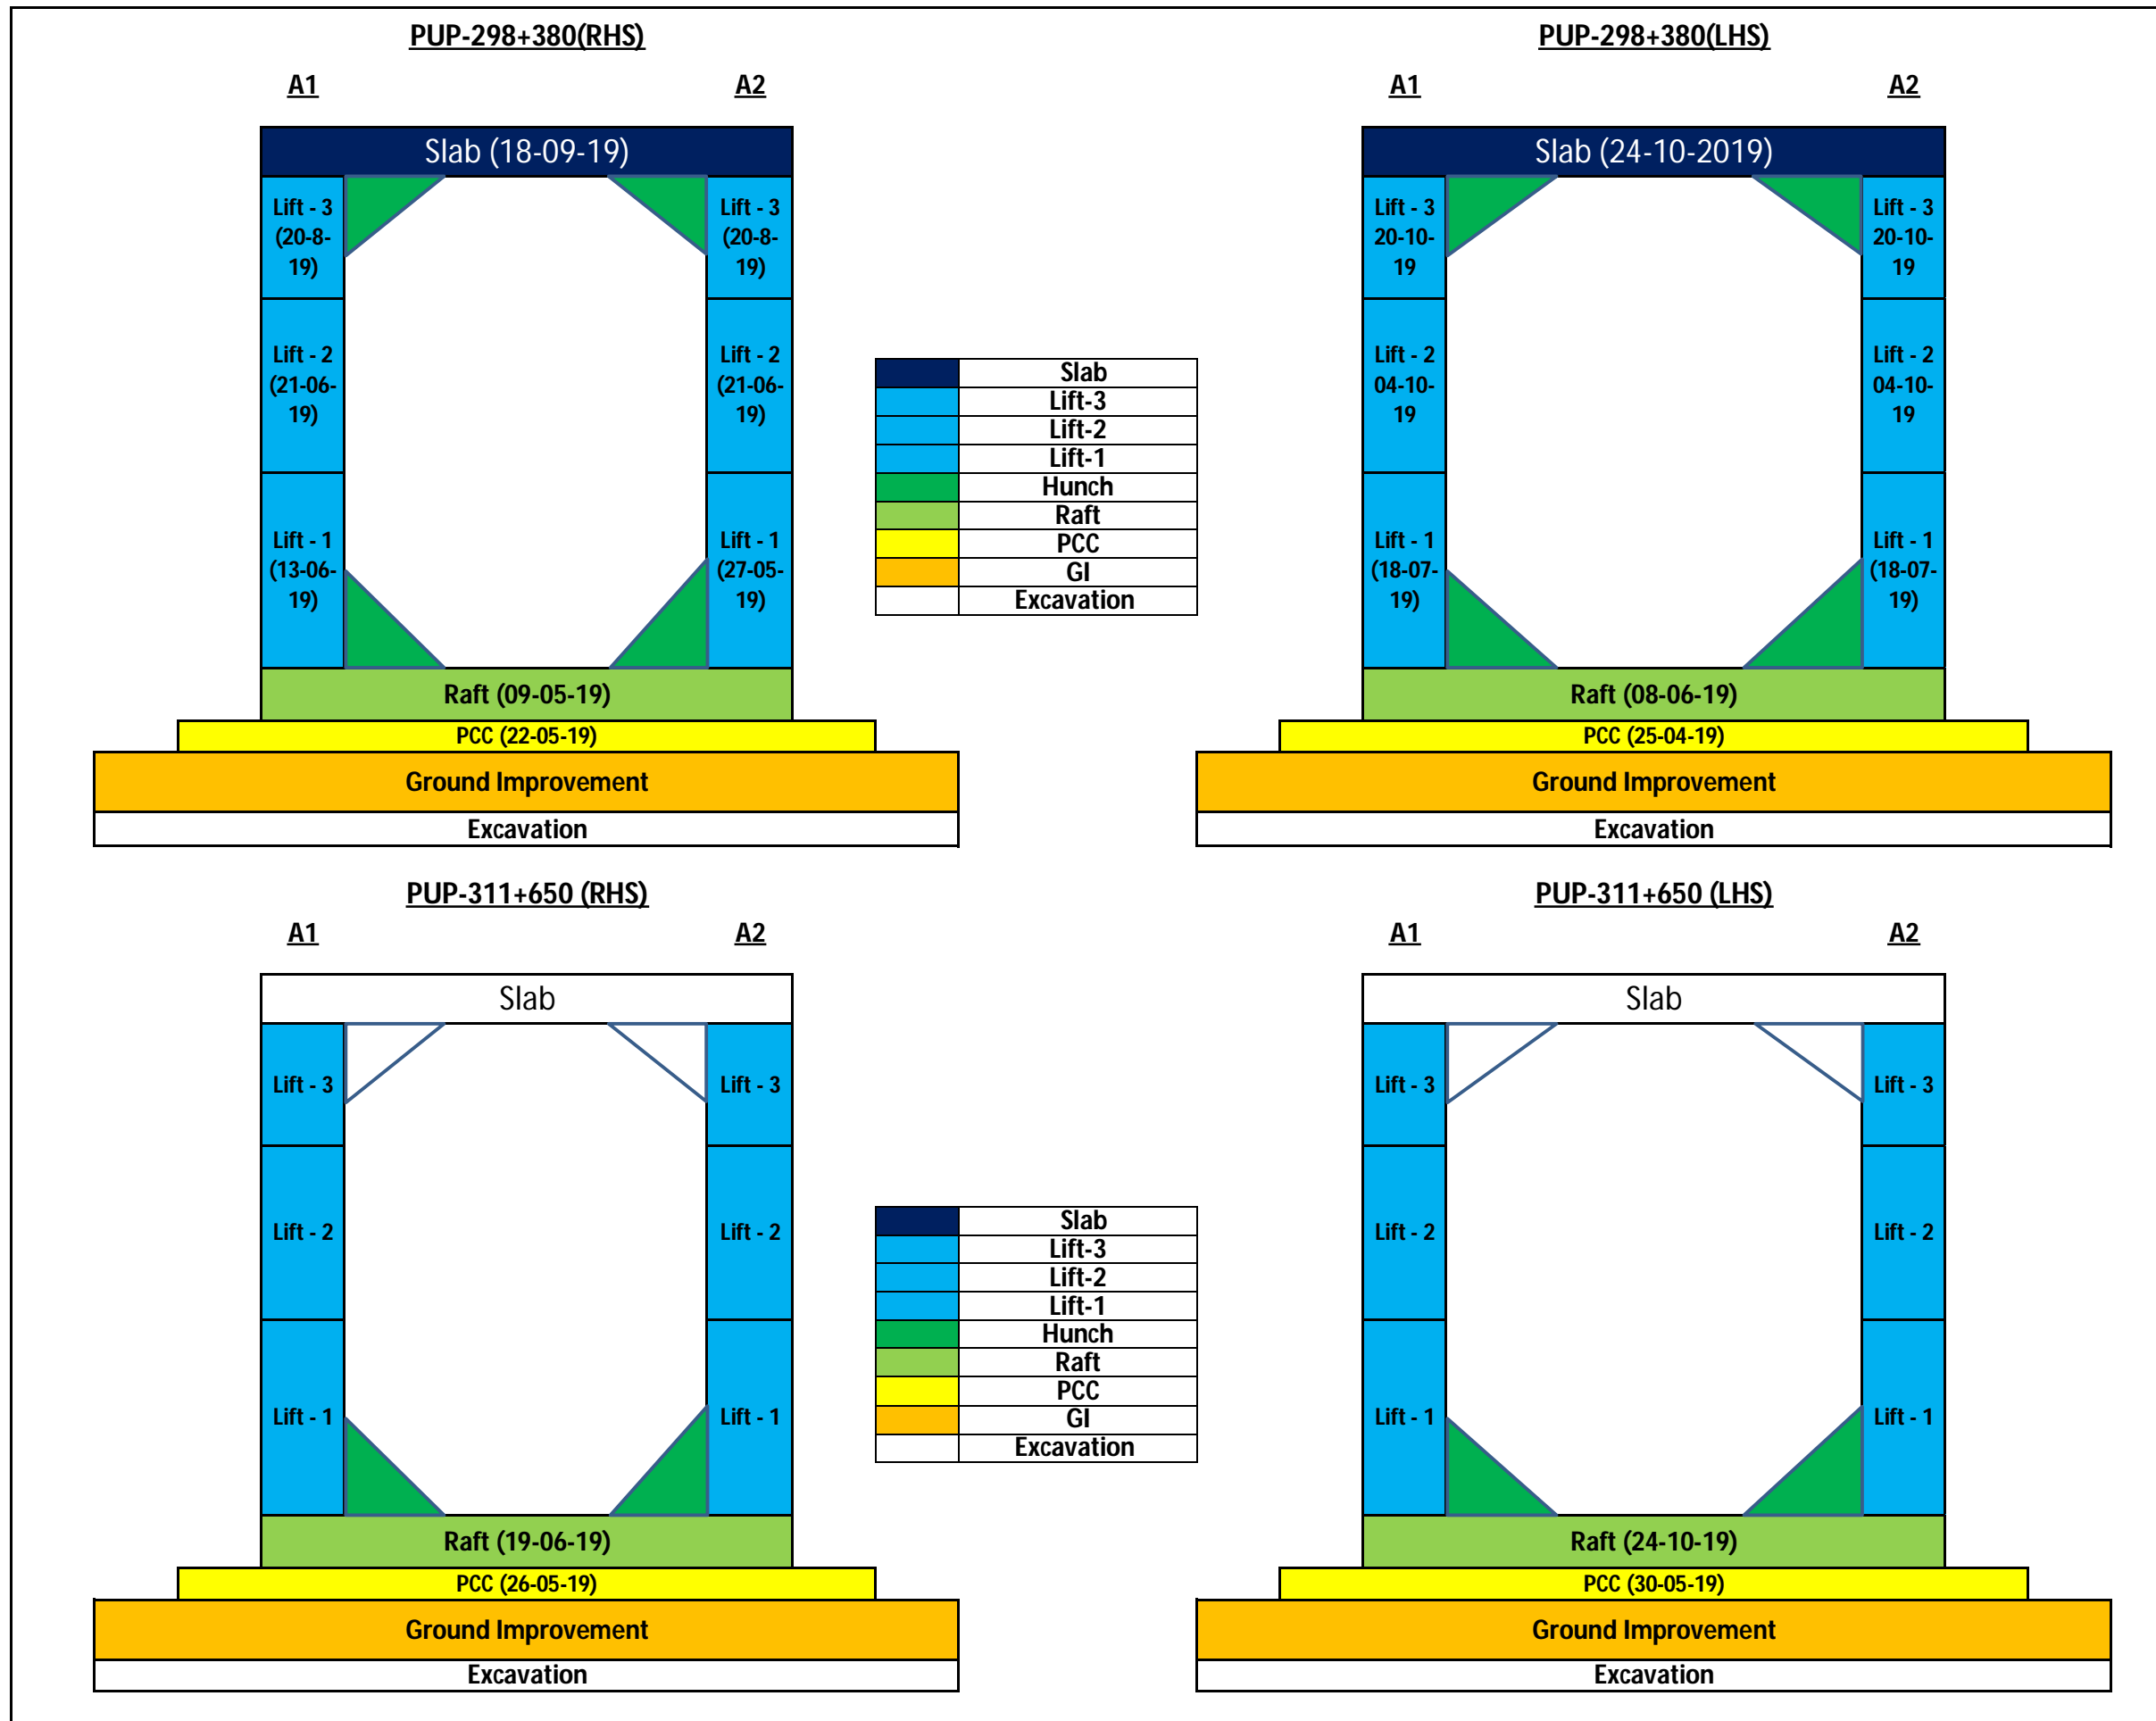 PUP-298+380(RHS)
A1
A2
Slab (18-09-19)
Lift - 3
(20-8-
19)
Lift - 3
(20-8-
19)
Lift - 2
(21-06-
19)
Lift - 2
(21-06-
19)
Lift - 1
(13-06-
19)
Lift - 1
(27-05-
19)
Raft (09-05-19)
PCC (22-05-19)
Ground Improvement
Excavation
Slab
Lift-3
Lift-2
Lift-1
Hunch
Raft
PCC
GI
Excavation
PUP-298+380(LHS)
A1
A2
Slab (24-10-2019)
Lift - 3
20-10-
19
Lift - 3
20-10-
19
Lift - 2
04-10-
19
Lift - 2
04-10-
19
Lift - 1
(18-07-
19)
Lift - 1
(18-07-
19)
Raft (08-06-19)
PCC (25-04-19)
Ground Improvement
Excavation
PUP-311+650 (RHS)
A1
A2
Slab
Lift - 3
Lift - 3
Lift - 2
Lift - 2
Lift - 1
Lift - 1
Raft (19-06-19)
PCC (26-05-19)
Ground Improvement
Excavation
Slab
Lift-3
Lift-2
Lift-1
Hunch
Raft
PCC
GI
Excavation
PUP-311+650 (LHS)
A1
A2
Slab
Lift - 3
Lift - 3
Lift - 2
Lift - 2
Lift - 1
Lift - 1
Raft (24-10-19)
PCC (30-05-19)
Ground Improvement
Excavation